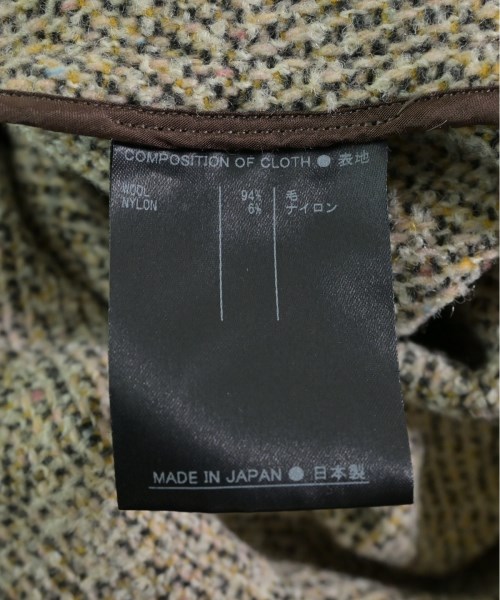 COMPOSITION OF CLOTH ● 表地
WOOL 94% 毛
NYLON 6% ナイロン
MADE IN JAPAN ● 日本製